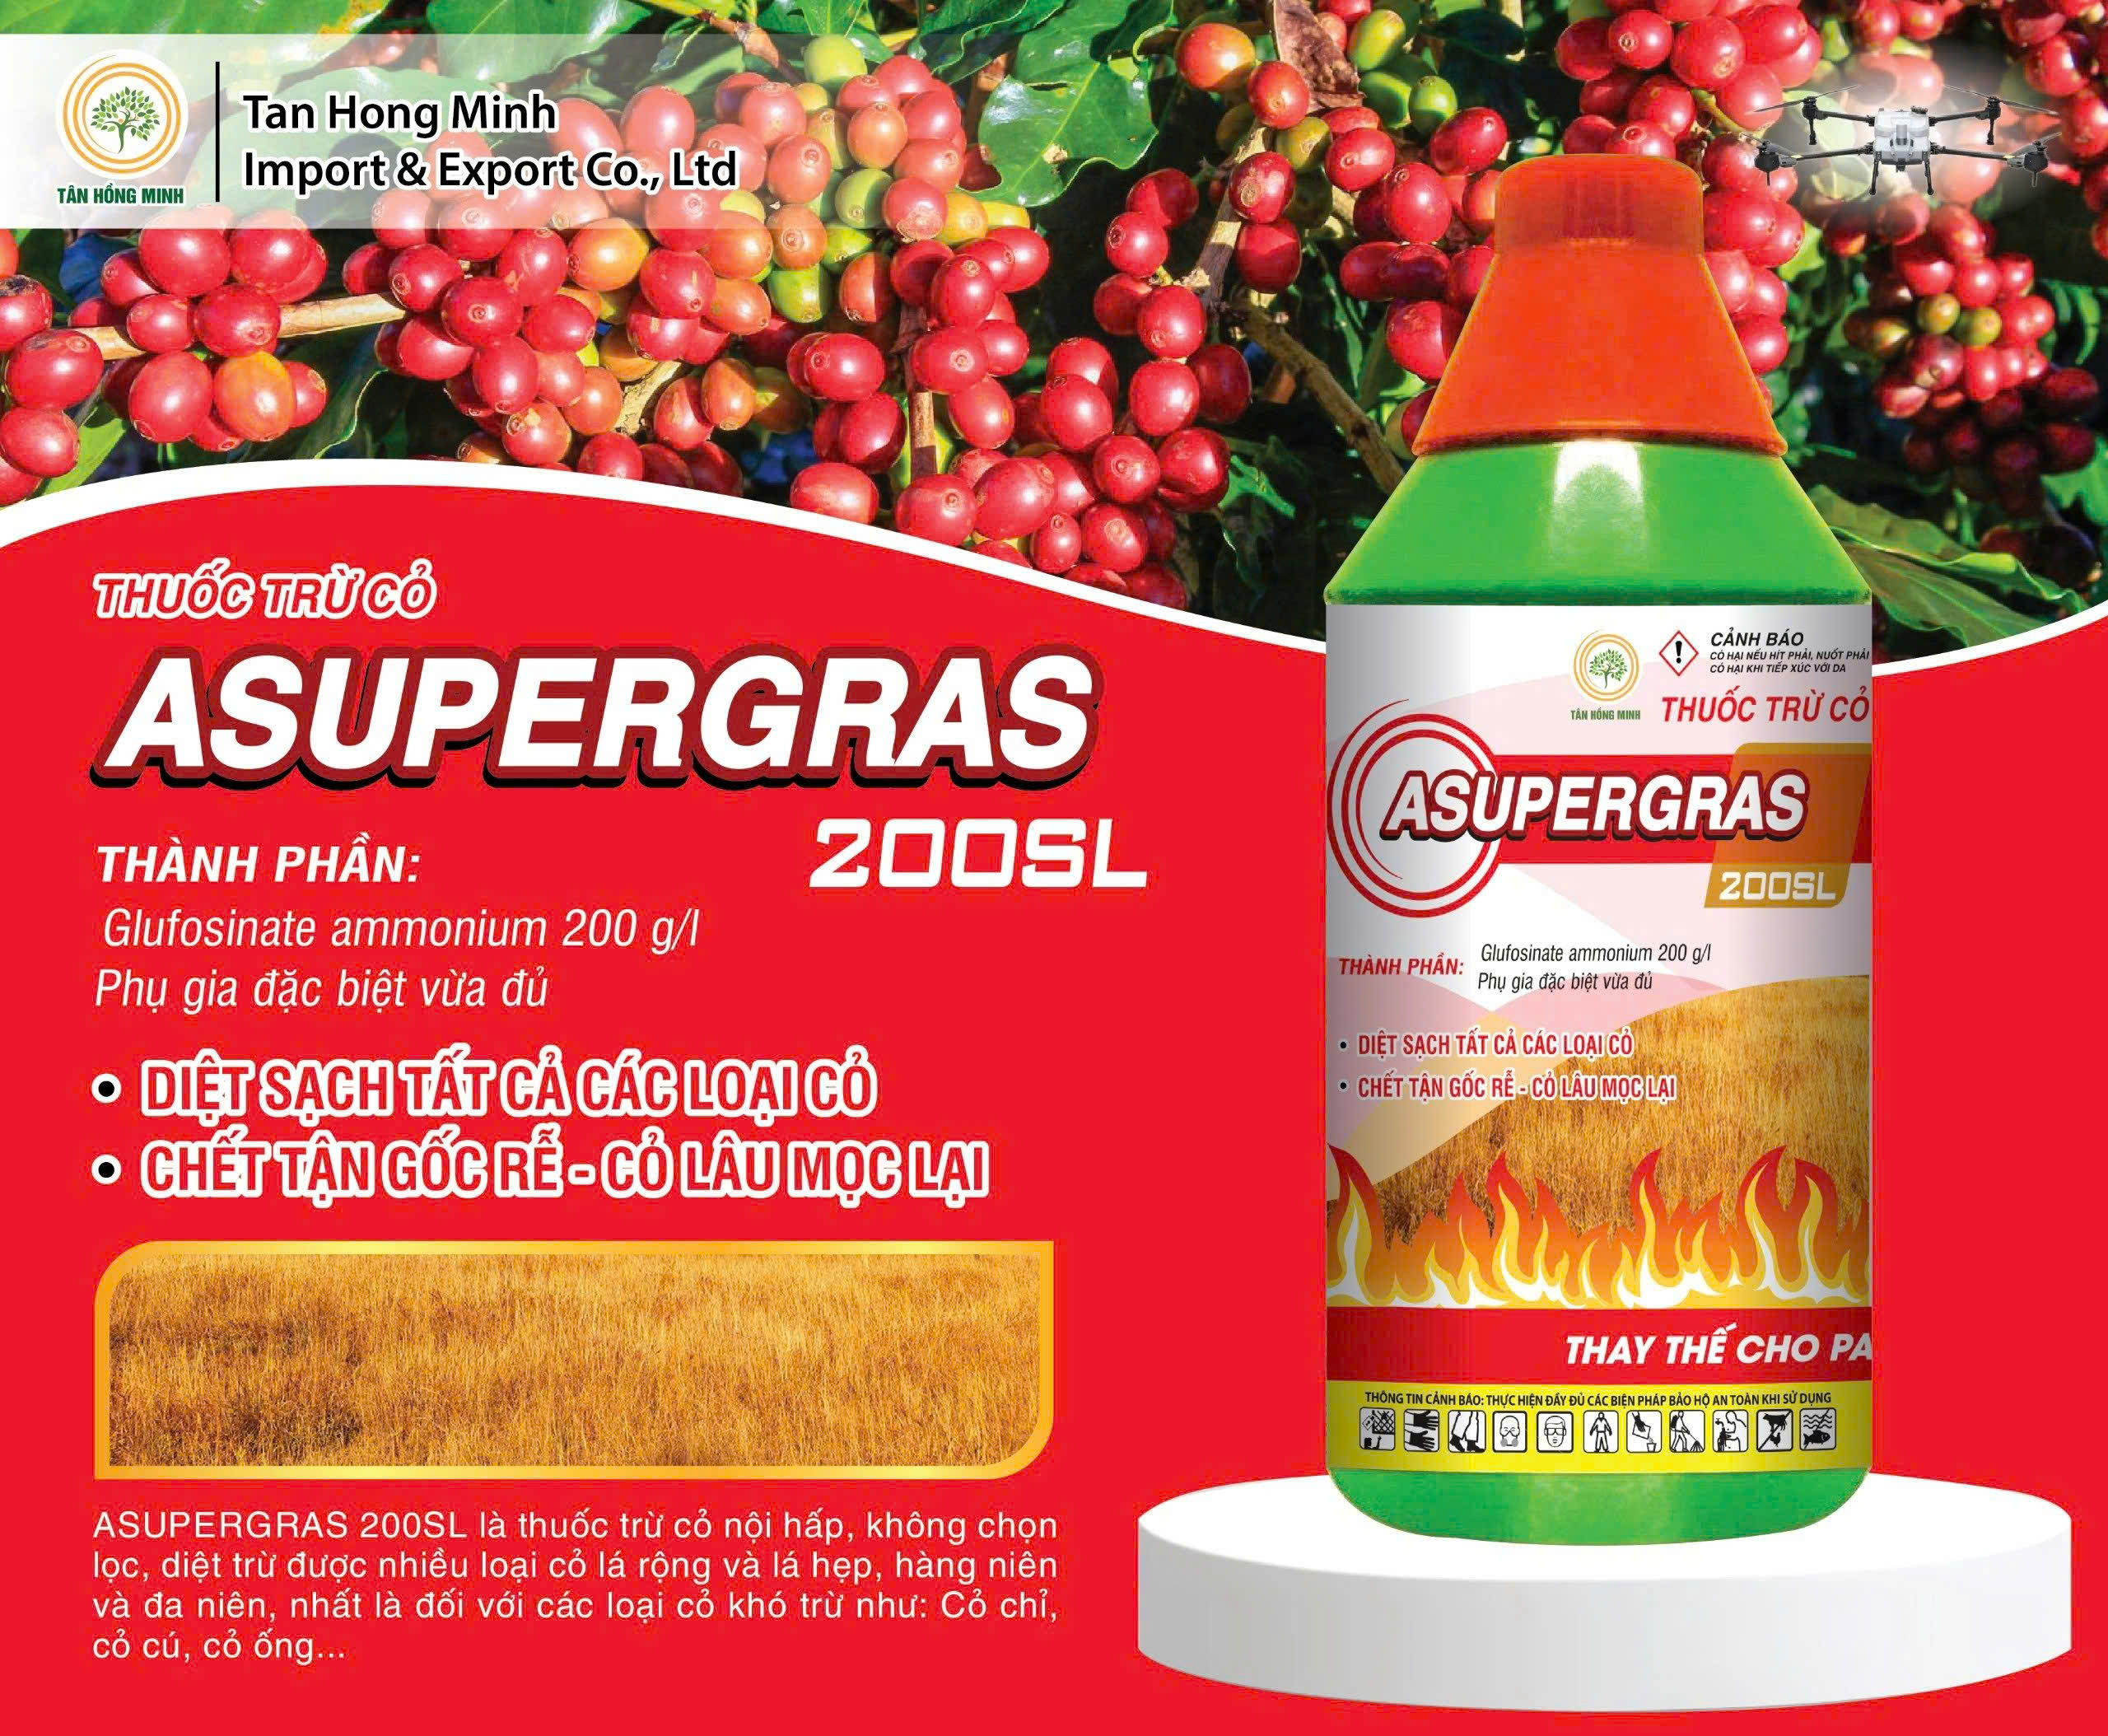 TÂN HỒNG MINH
Tan Hong Minh
Import & Export Co., Ltd
THUỐC TRỪ CỎ
ASUPERGRAS
200SL
THÀNH PHẦN:
Glufosinate ammonium 200 g/l
Phụ gia đặc biệt vừa đủ
• DIỆT SẠCH TẤT CẢ CÁC LOẠI CỎ
• CHẾT TẬN GỐC RỄ - CỎ LÂU MỌC LẠI
ASUPERGRAS 200SL là thuốc trừ cỏ nội hấp, không chọn
lọc, diệt trừ được nhiều loại cỏ lá rộng và lá hẹp, hàng niên
và đa niên, nhất là đối với các loại cỏ khó trừ như: Cỏ chỉ,
cỏ cú, cỏ ống...
CẢNH BÁO
CÓ HẠI NẾU HÍT PHẢI, NUỐT PHẢI
CÓ HẠI KHI TIẾP XÚC VỚI DA
TÂN HỒNG MINH
THUỐC TRỪ CỎ
ASUPERGRAS
200SL
THÀNH PHẦN: Glufosinate ammonium 200 g/l
Phụ gia đặc biệt vừa đủ
• DIỆT SẠCH TẤT CẢ CÁC LOẠI CỎ
• CHẾT TẬN GỐC RỄ - CỎ LÂU MỌC LẠI
THAY THẾ CHO PA
THÔNG TIN CẢNH BÁO: THỰC HIỆN ĐẦY ĐỦ CÁC BIỆN PHÁP BẢO HỘ AN TOÀN KHI SỬ DỤNG